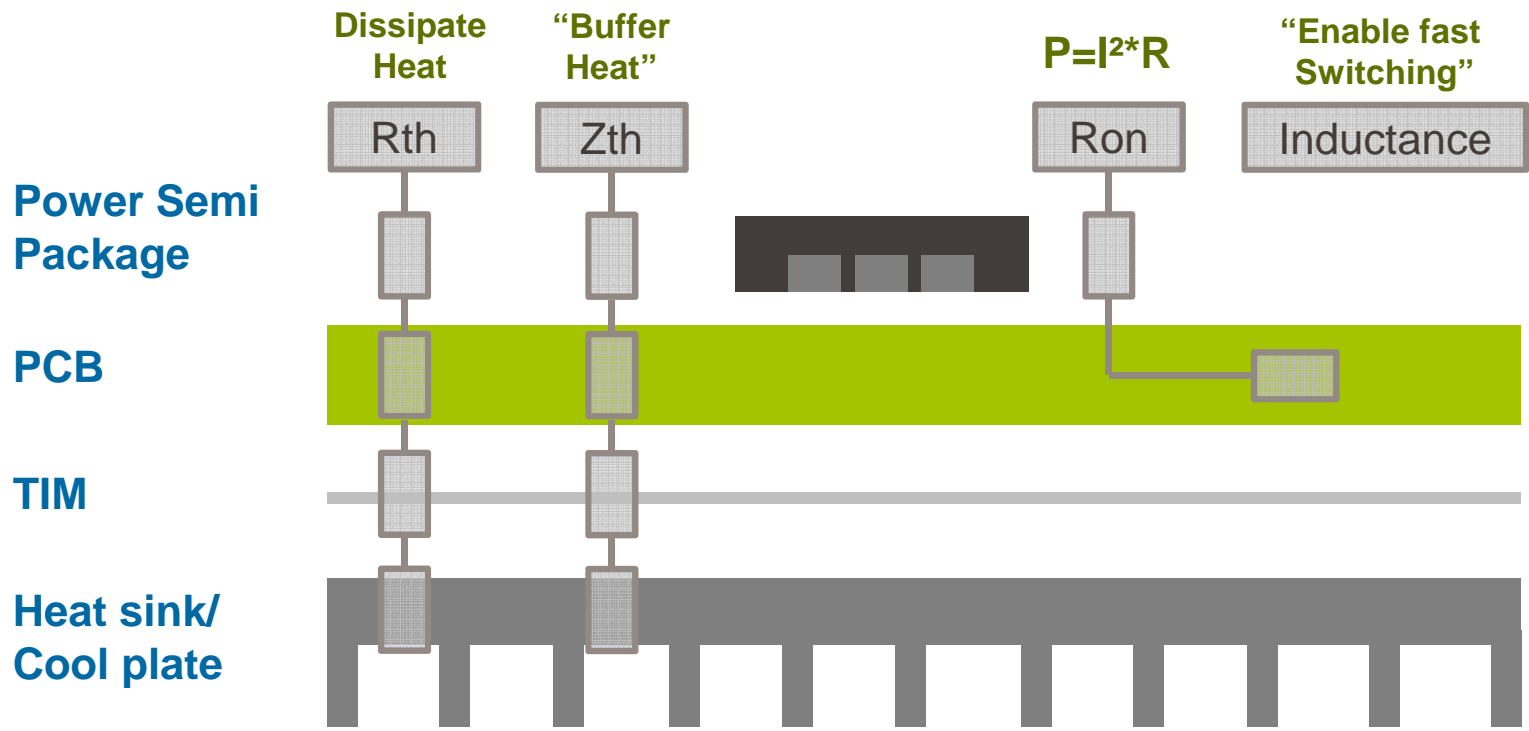 Dissipate
Heat
“Buffer
Heat”
P=I²*R
“Enable fast
Switching”
Rth
Zth
Ron
Inductance
Power Semi
Package
PCB
TIM
Heat sink/
Cool plate